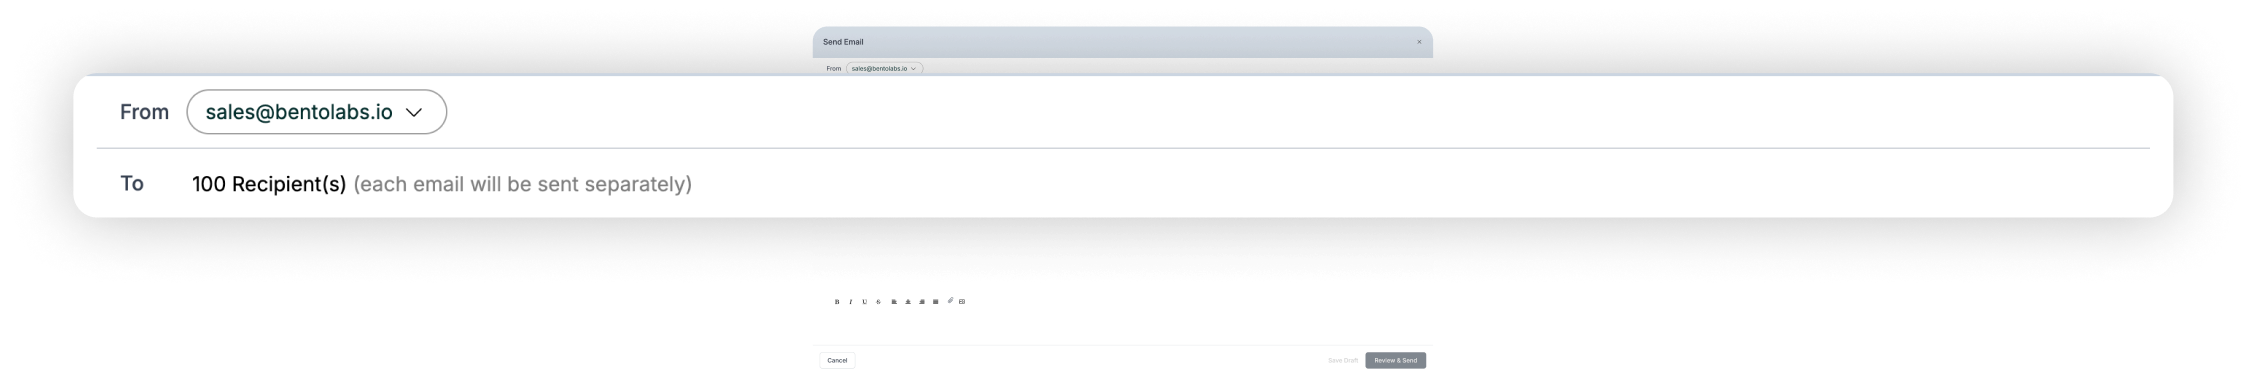 Send Email
From sales@bentolabs.io
From sales@bentolabs.io
To 100 Recipient(s) (each email will be sent separately)
B I U S
Cancel Save Draft Review & Send